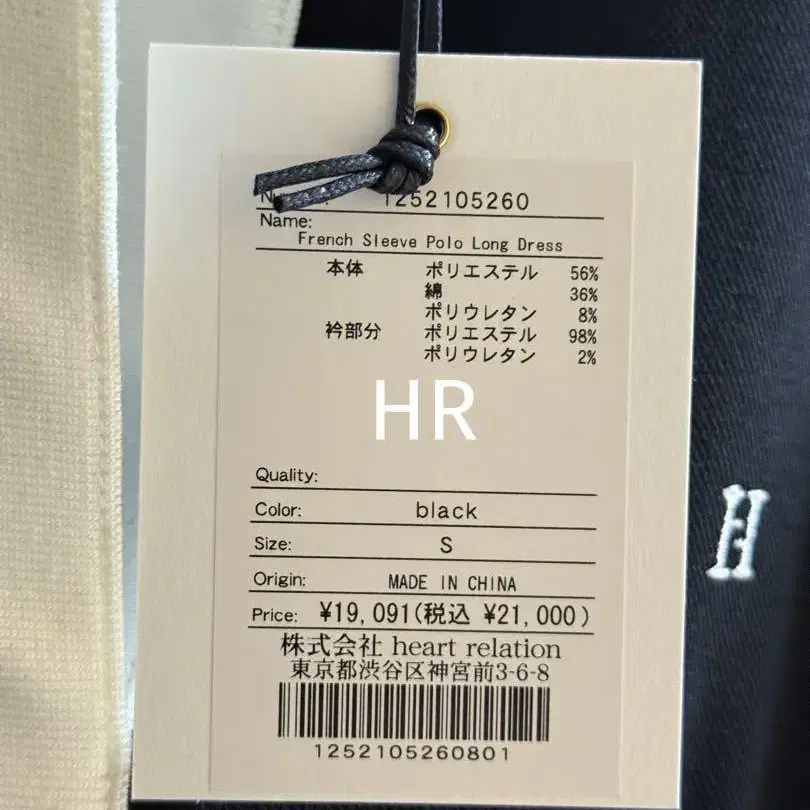 1252105260
Name:
French Sleeve Polo Long Dress
本体 ポリエステル 56%
綿 36%
ポリウレタン 8%
衿部分 ポリエステル 98%
ポリウレタン 2%
HR
Quality:
Color: black
Size: S
Origin: MADE IN CHINA
Price: ¥19,091(税込 ¥21,000)
株式会社 heart relation
東京都渋谷区神宮前3-6-8
1252105260801
H